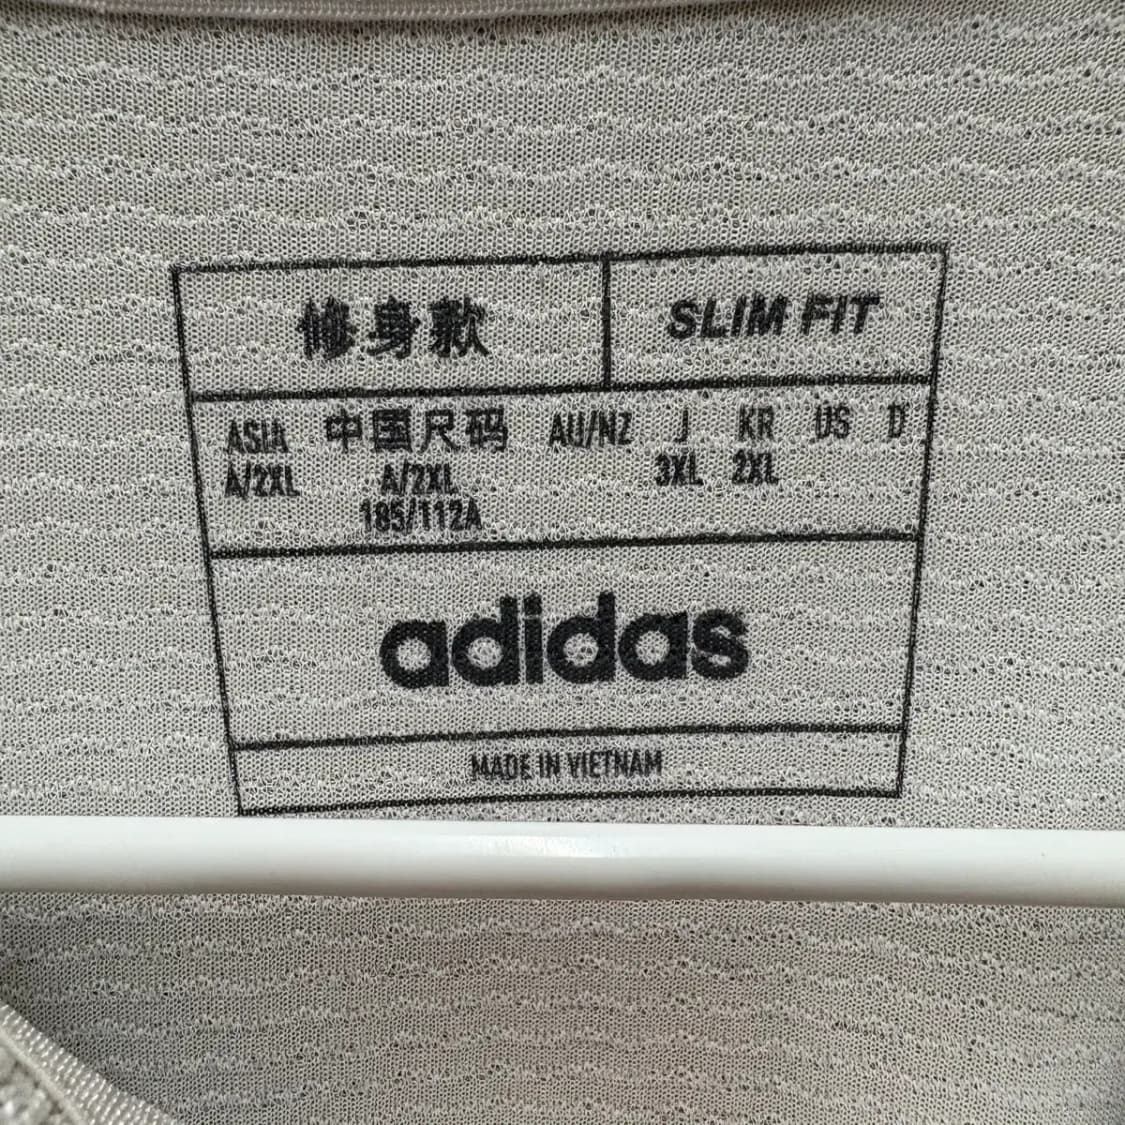 修身款 SLIM FIT
ASIA 中国尺码 AU/NZ J KR US D
A/2XL A/2XL 3XL 2XL
185/112A
adidas
MADE IN VIETNAM